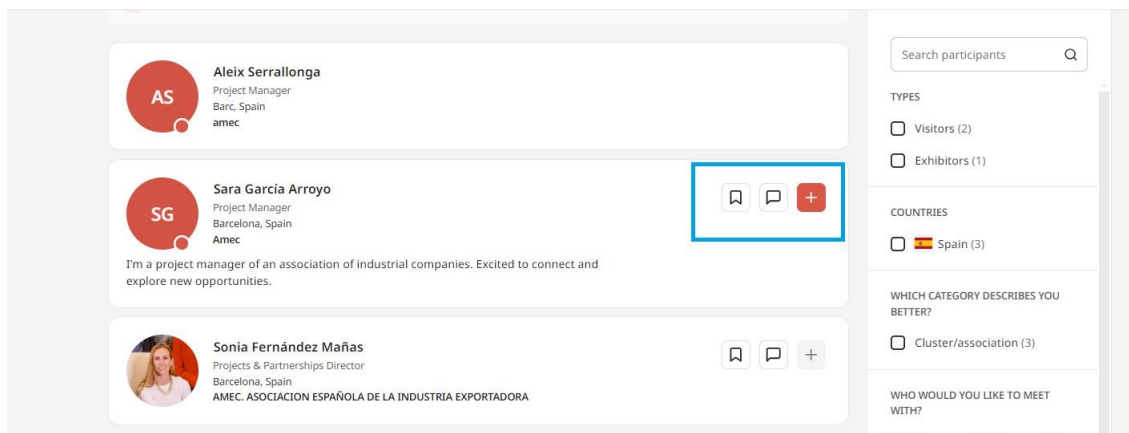 AS
Aleix Serrallonga
Project Manager
Barc, Spain
amec
SG
Sara García Arroyo
Project Manager
Barcelona, Spain
Amec
I'm a project manager of an association of industrial companies. Excited to connect and
explore new opportunities.
Sonia Fernández Mañas
Projects & Partnerships Director
Barcelona, Spain
AMEC. ASOCIACION ESPAÑOLA DE LA INDUSTRIA EXPORTADORA
Search participants
TYPES
Visitors (2)
Exhibitors (1)
COUNTRIES
Spain (3)
WHICH CATEGORY DESCRIBES YOU
BETTER?
Cluster/association (3)
WHO WOULD YOU LIKE TO MEET
WITH?